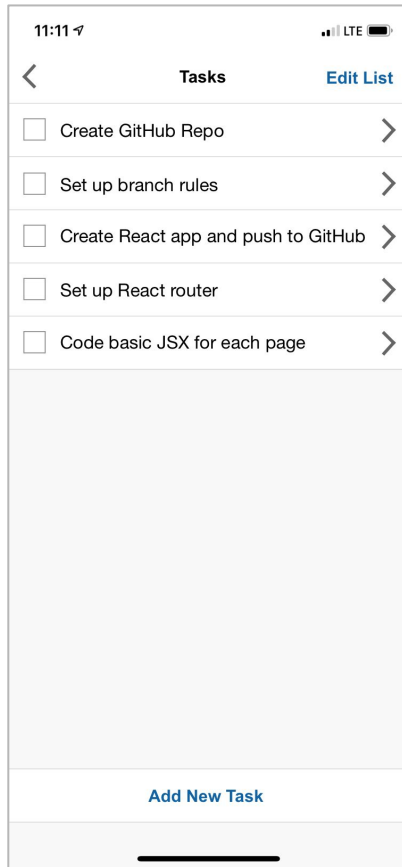 11:11 LTE
Tasks Edit List
Create GitHub Repo
Set up branch rules
Create React app and push to GitHub
Set up React router
Code basic JSX for each page
Add New Task